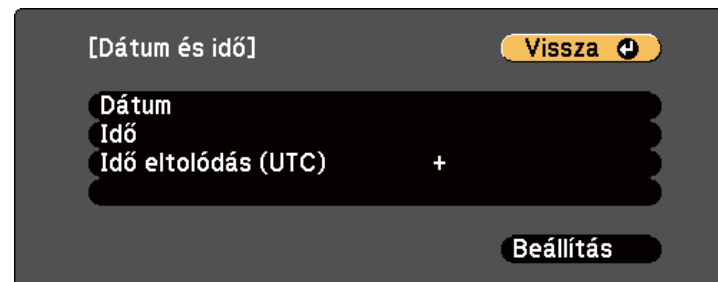 [Dátum és idő] Vissza
Dátum
Idő
Idő eltolódás (UTC) +
Beállítás